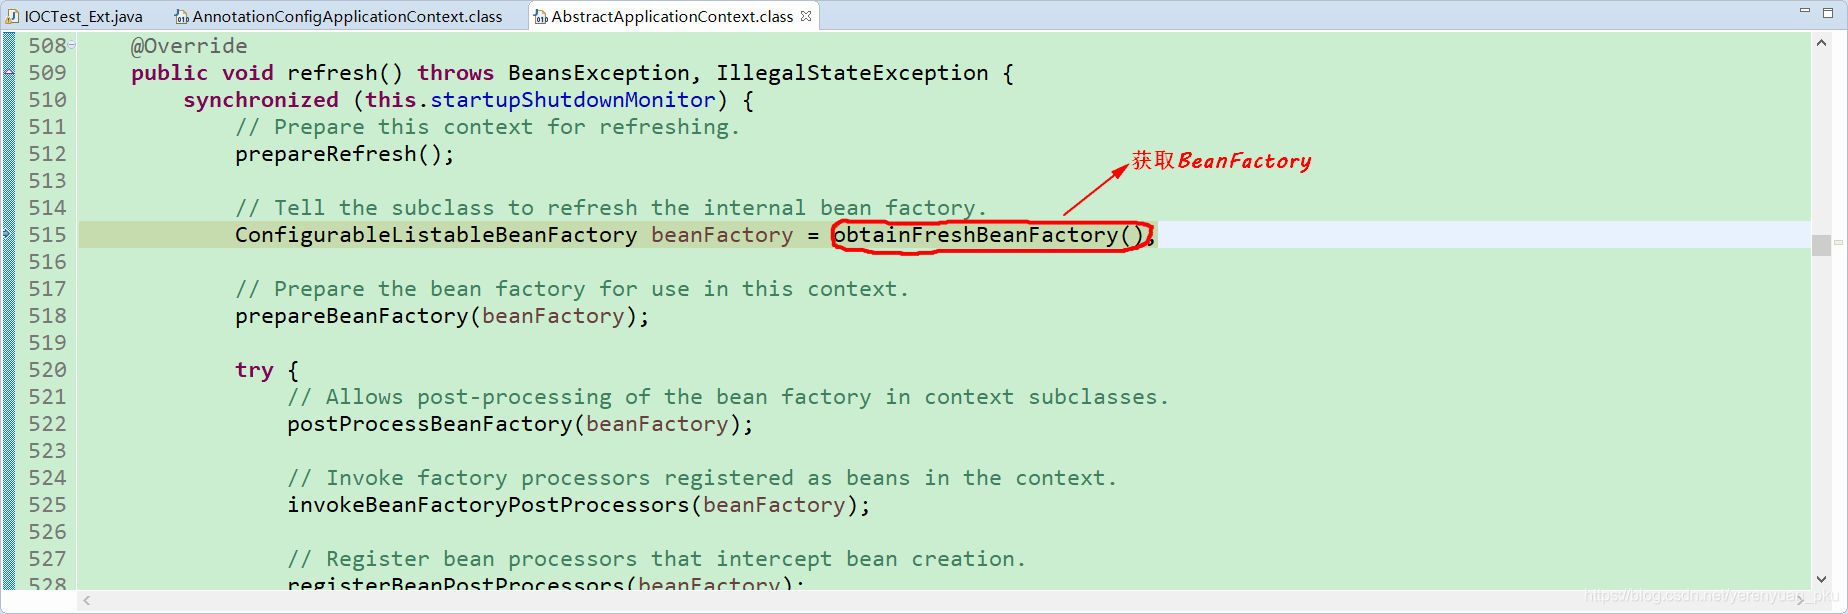 IOCTest_Ext.java AnnotationConfigApplicationContext.class AbstractApplicationContext.class
508 @Override
509 public void refresh() throws BeansException, IllegalStateException {
510 synchronized (this.startupShutdownMonitor) {
511 // Prepare this context for refreshing.
512 prepareRefresh();
获取BeanFactory
513
514 // Tell the subclass to refresh the internal bean factory.
515 ConfigurableListableBeanFactory beanFactory = obtainFreshBeanFactory();
516
517 // Prepare the bean factory for use in this context.
518 prepareBeanFactory(beanFactory);
519
520 try {
521 // Allows post-processing of the bean factory in context subclasses.
522 postProcessBeanFactory(beanFactory);
523
524 // Invoke factory processors registered as beans in the context.
525 invokeBeanFactoryPostProcessors(beanFactory);
526
527 // Register bean processors that intercept bean creation.
528 registerBeanPostProcessors(beanFactory);
https://blog.csdn.net/yerenyuan_pku